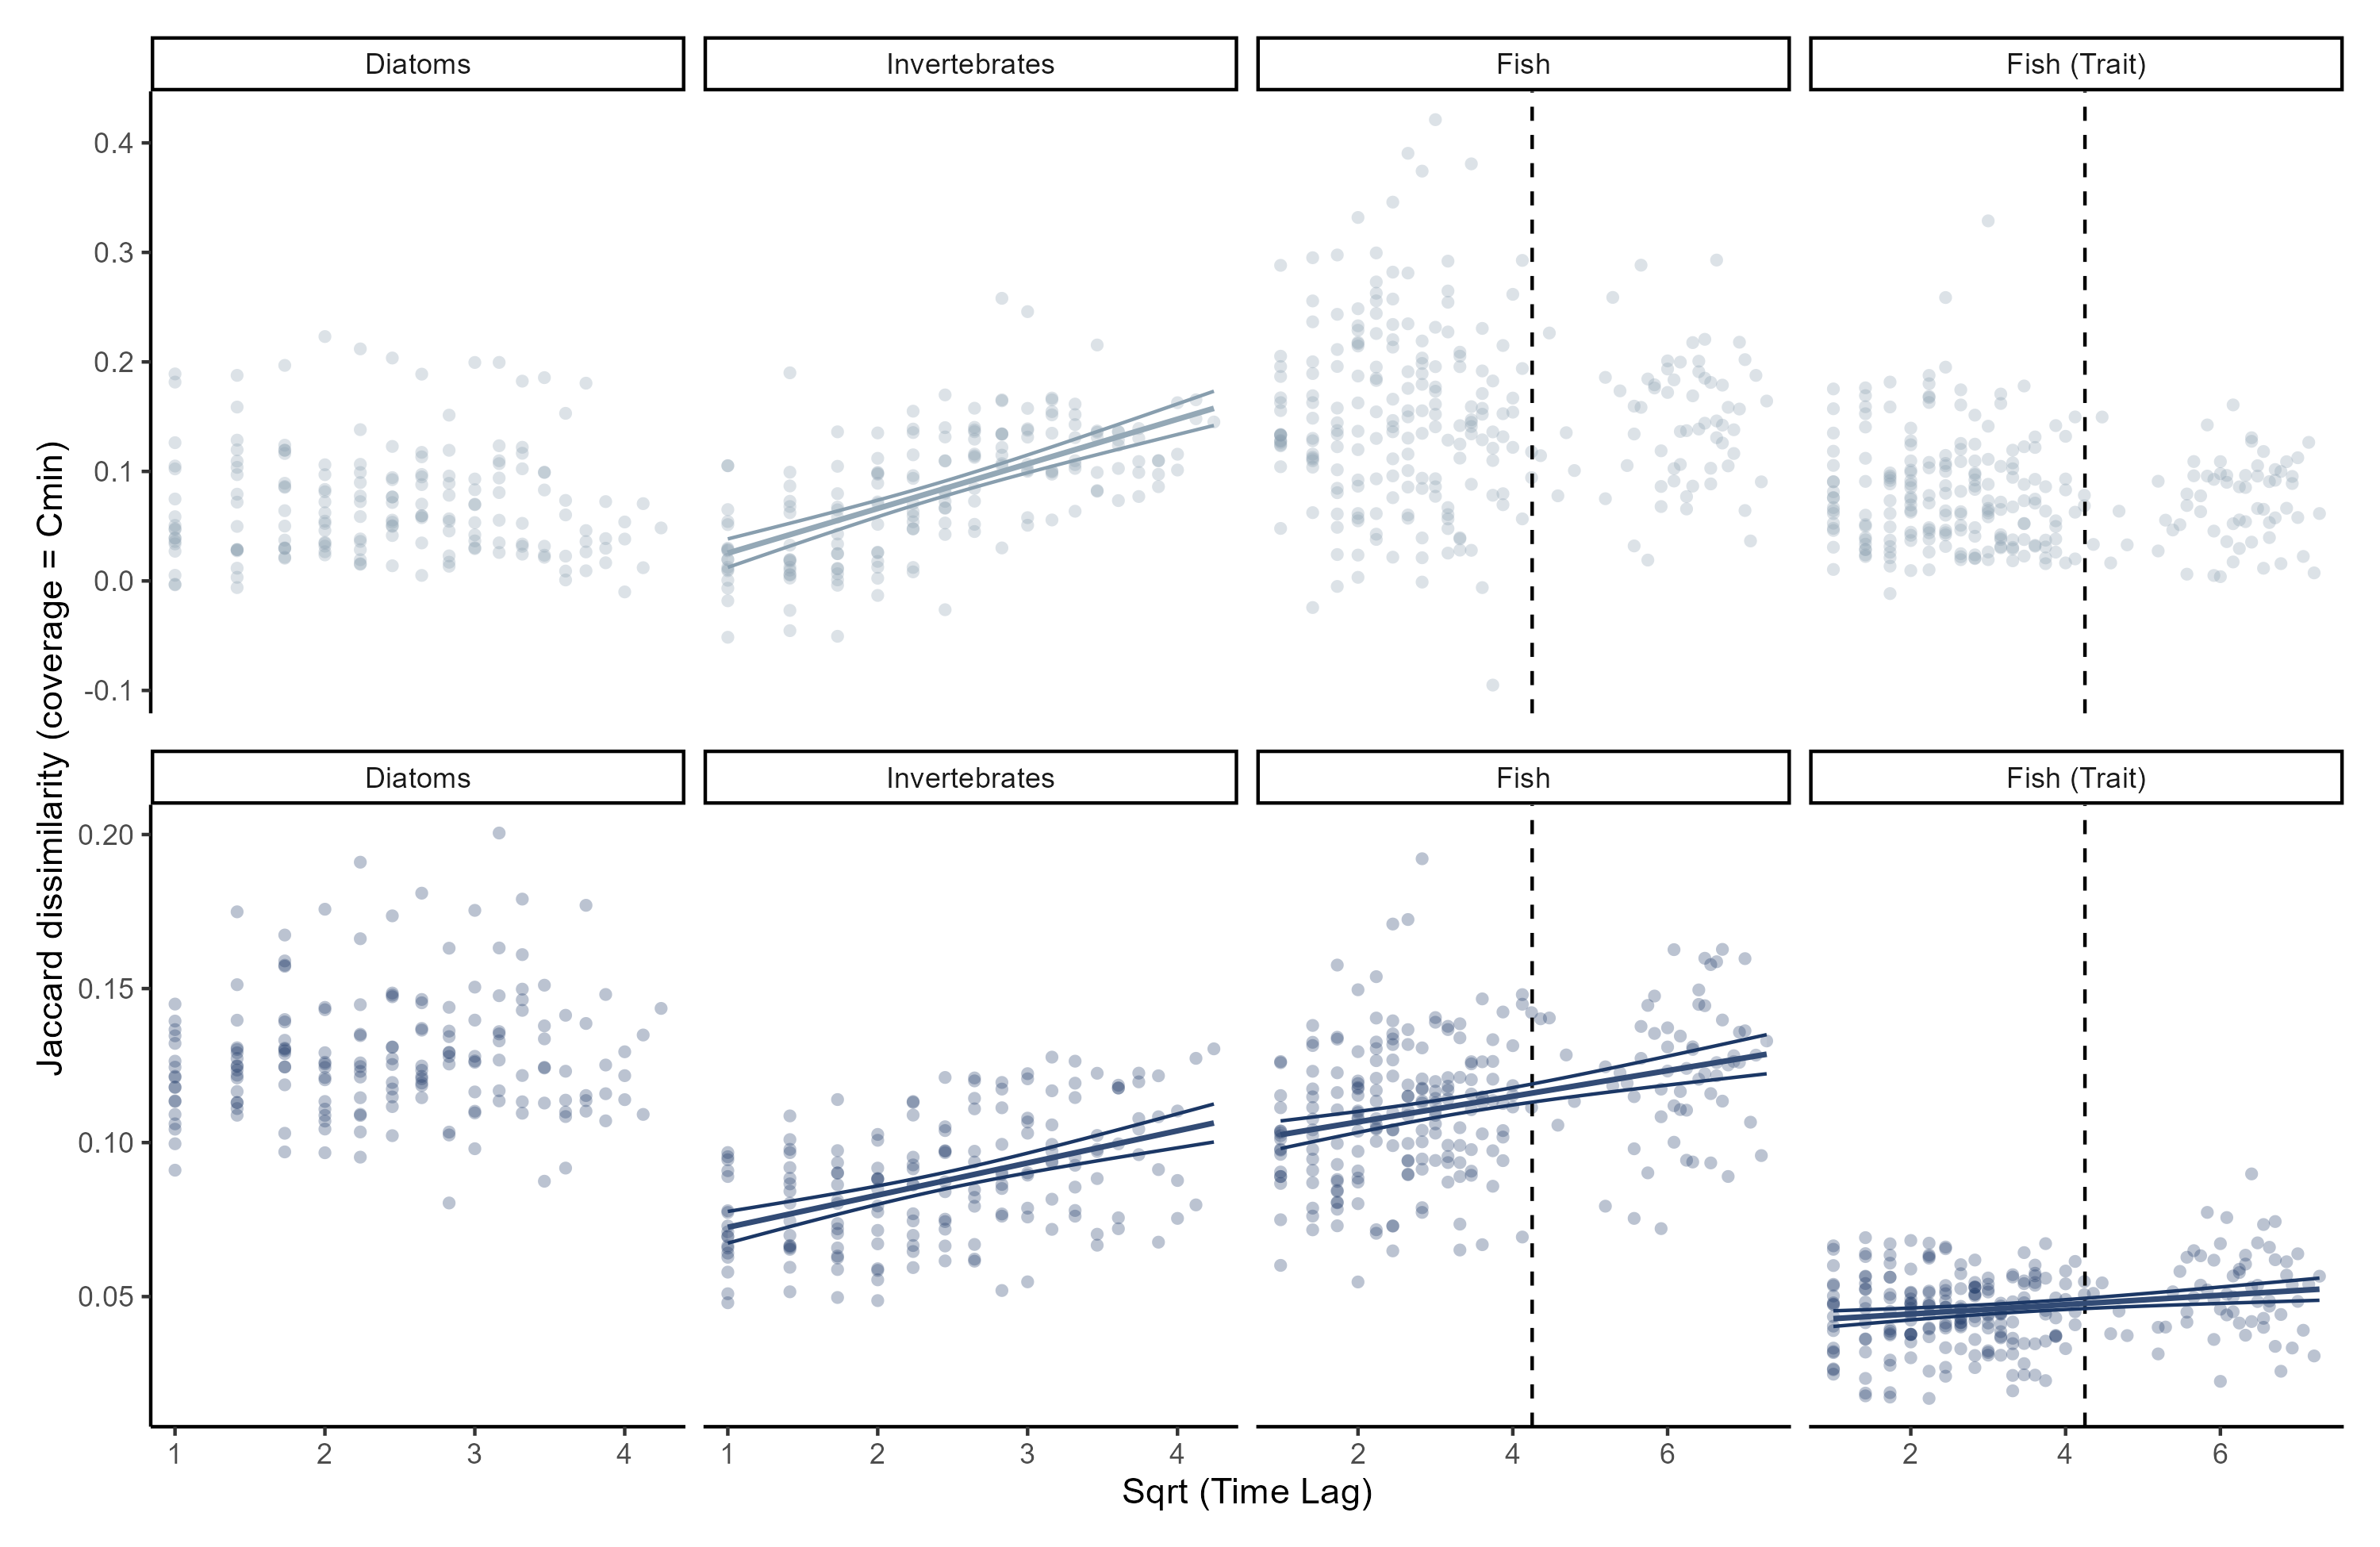 Diatoms Invertebrates Fish Fish (Trait)
0.4
0.3
0.2
0.1
0.0
-0.1
Jaccard dissimilarity (coverage = Cmin)
Diatoms Invertebrates Fish Fish (Trait)
0.20
0.15
0.10
0.05
1 2 3 4 1 2 3 4 2 4 6 2 4 6
Sqrt (Time Lag)